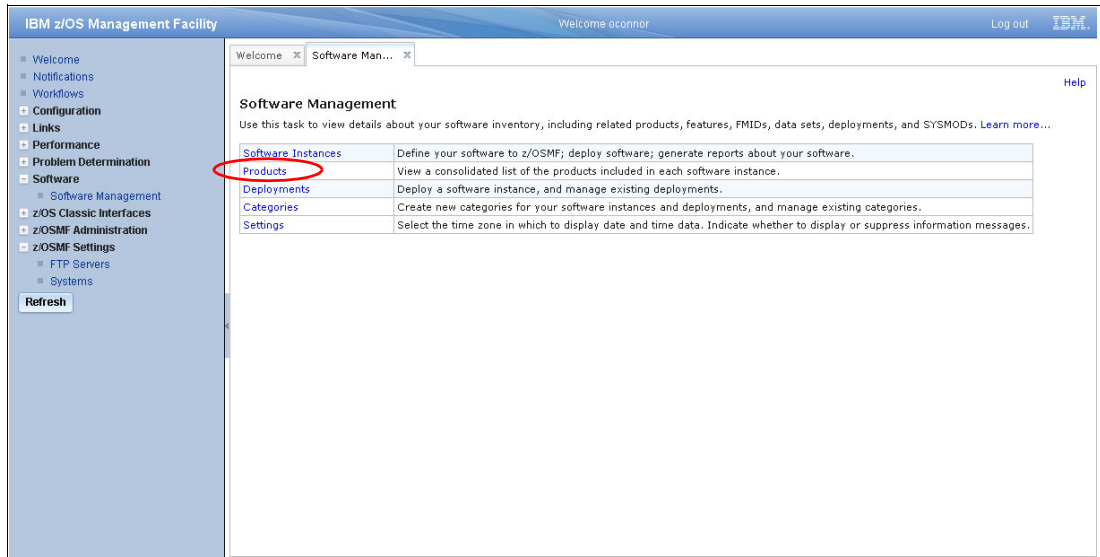 IBM z/OS Management Facility
Welcome oconnor
Log out
IBM.
Welcome
Notifications
Workflows
Configuration
Links
Performance
Problem Determination
Software
Software Management
z/OS Classic Interfaces
z/OSMF Administration
z/OSMF Settings
FTP Servers
Systems
Refresh
Welcome X Software Man... X
Help
Software Management
Use this task to view details about your software inventory, including related products, features, FMIDs, data sets, deployments, and SYSMODs. Learn more...
Software Instances Define your software to z/OSMF; deploy software; generate reports about your software.
Products View a consolidated list of the products included in each software instance.
Deployments Deploy a software instance, and manage existing deployments.
Categories Create new categories for your software instances and deployments, and manage existing categories.
Settings Select the time zone in which to display date and time data. Indicate whether to display or suppress information messages.